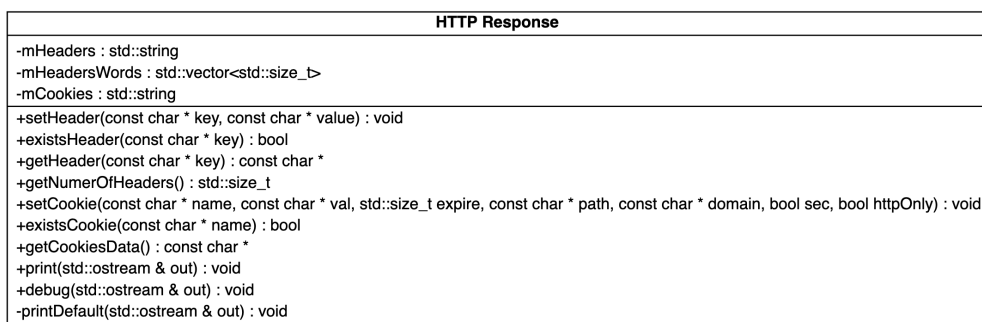 HTTP Response
-mHeaders : std::string
-mHeadersWords : std::vector<std::size_t>
-mCookies : std::string
+setHeader(const char * key, const char * value) : void
+existsHeader(const char * key) : bool
+getHeader(const char * key) : const char *
+getNumerOfHeaders() : std::size_t
+setCookie(const char * name, const char * val, std::size_t expire, const char * path, const char * domain, bool sec, bool httpOnly) : void
+existsCookie(const char * name) : bool
+getCookiesData() : const char *
+print(std::ostream & out) : void
+debug(std::ostream & out) : void
-printDefault(std::ostream & out) : void